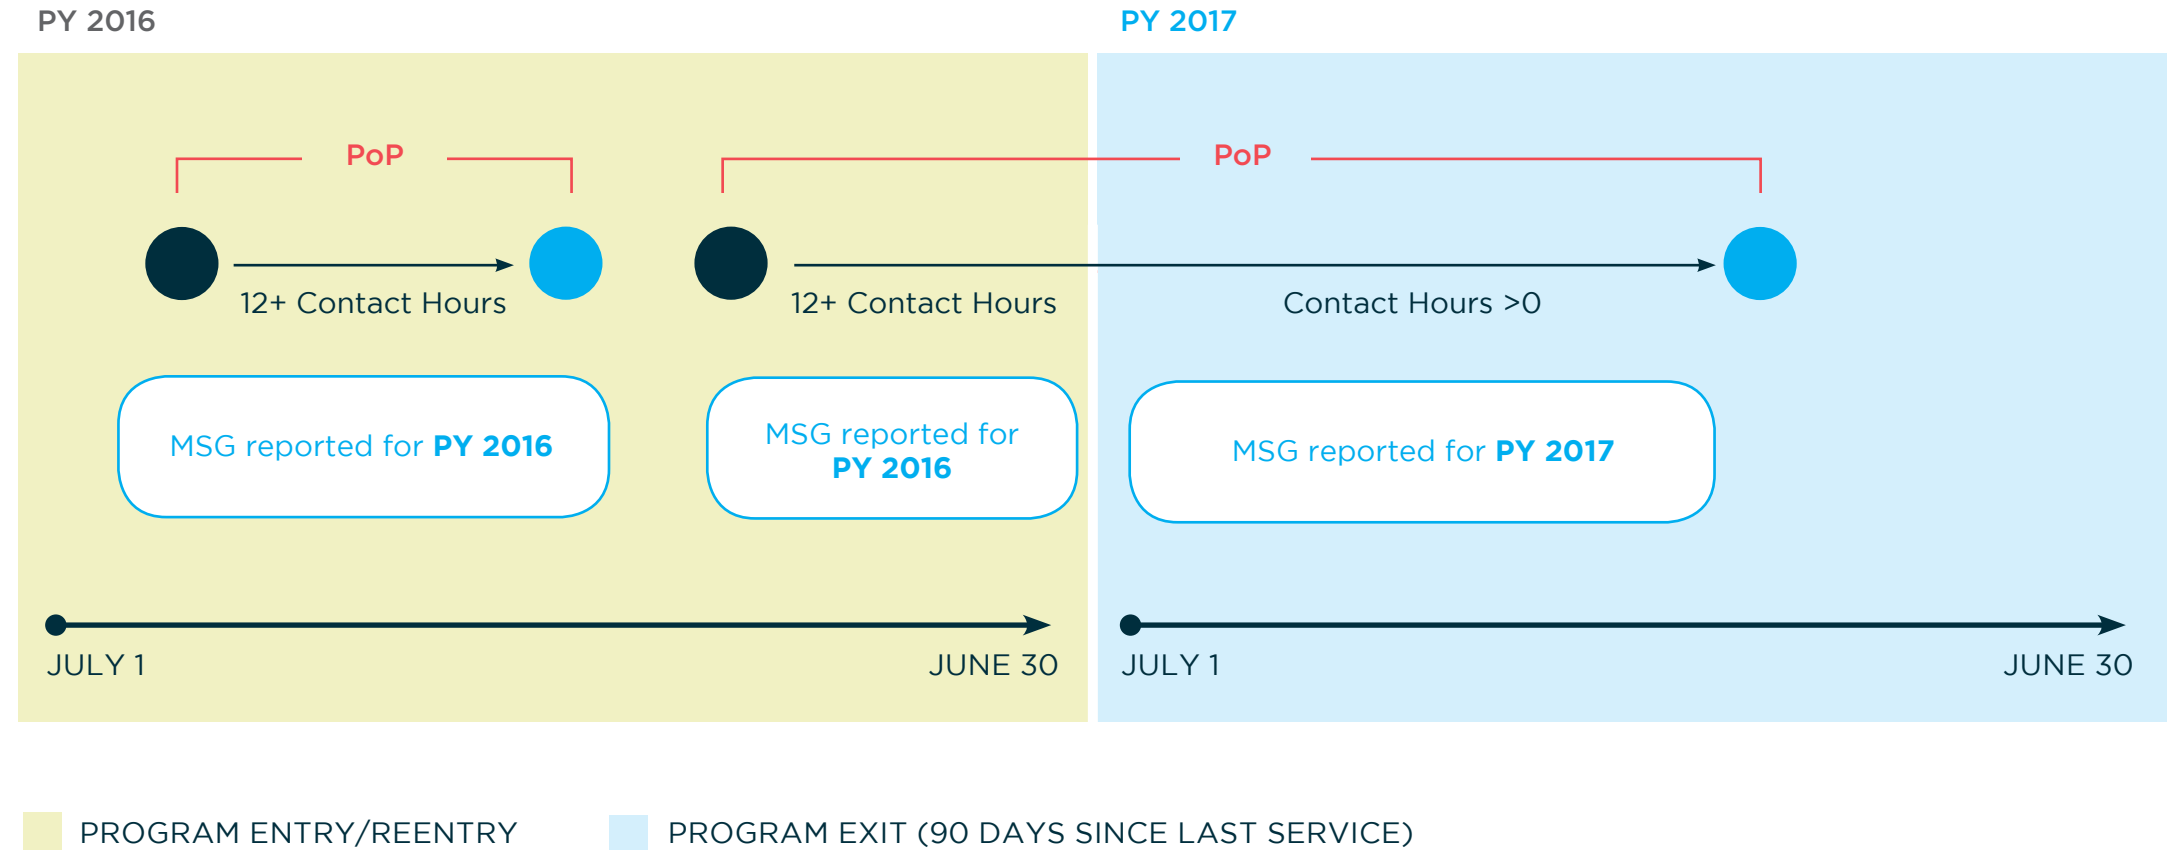 PY 2016
PY 2017
PoP
PoP
12+ Contact Hours
12+ Contact Hours
Contact Hours >0
MSG reported for PY 2016
MSG reported for
PY 2016
MSG reported for PY 2017
JULY 1
JUNE 30
JULY 1
JUNE 30
PROGRAM ENTRY/REENTRY
PROGRAM EXIT (90 DAYS SINCE LAST SERVICE)